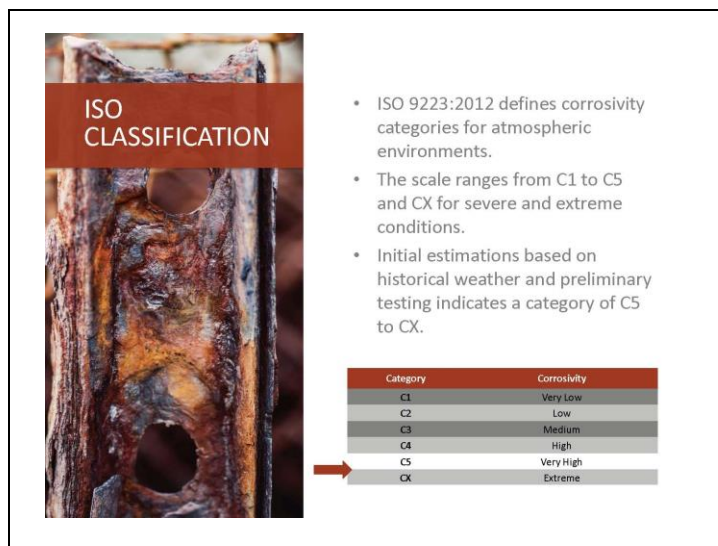 ISO
CLASSIFICATION
• ISO 9223:2012 defines corrosivity
categories for atmospheric
environments.
• The scale ranges from C1 to C5
and CX for severe and extreme
conditions.
• Initial estimations based on
historical weather and preliminary
testing indicates a category of C5
to CX.
Category Corrosivity
C1 Very Low
C2 Low
C3 Medium
C4 High
C5 Very High
CX Extreme